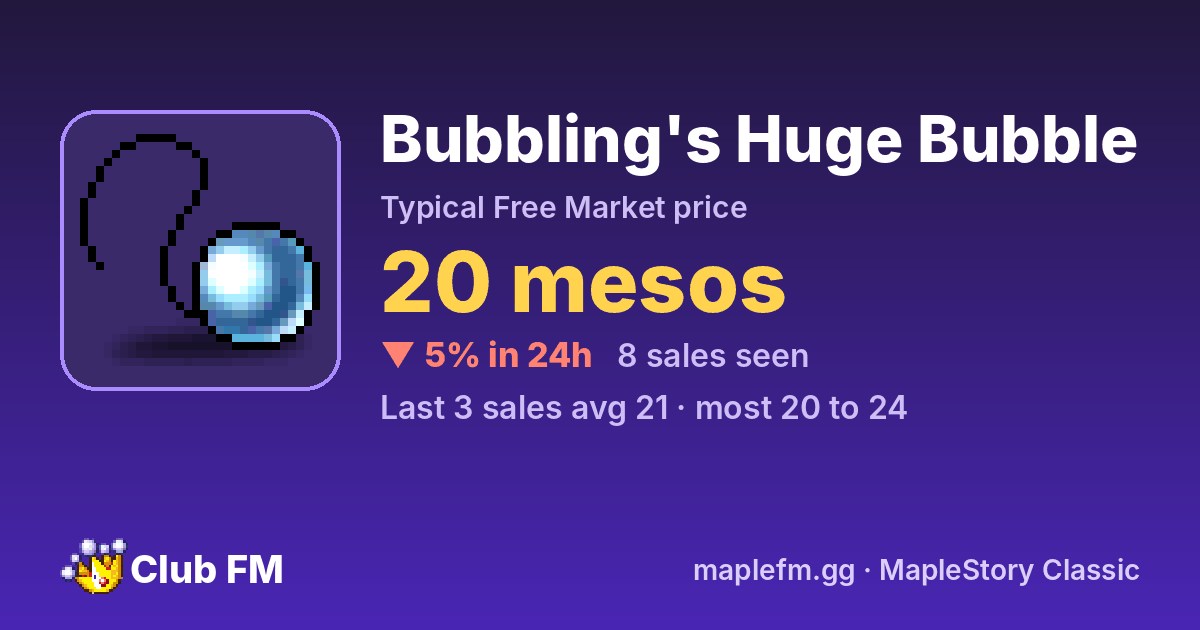 Bubbling's Huge Bubble
Typical Free Market price
20 mesos
▼ 5% in 24h 8 sales seen
Last 3 sales avg 21 · most 20 to 24
Club FM
maplefm.gg · MapleStory Classic